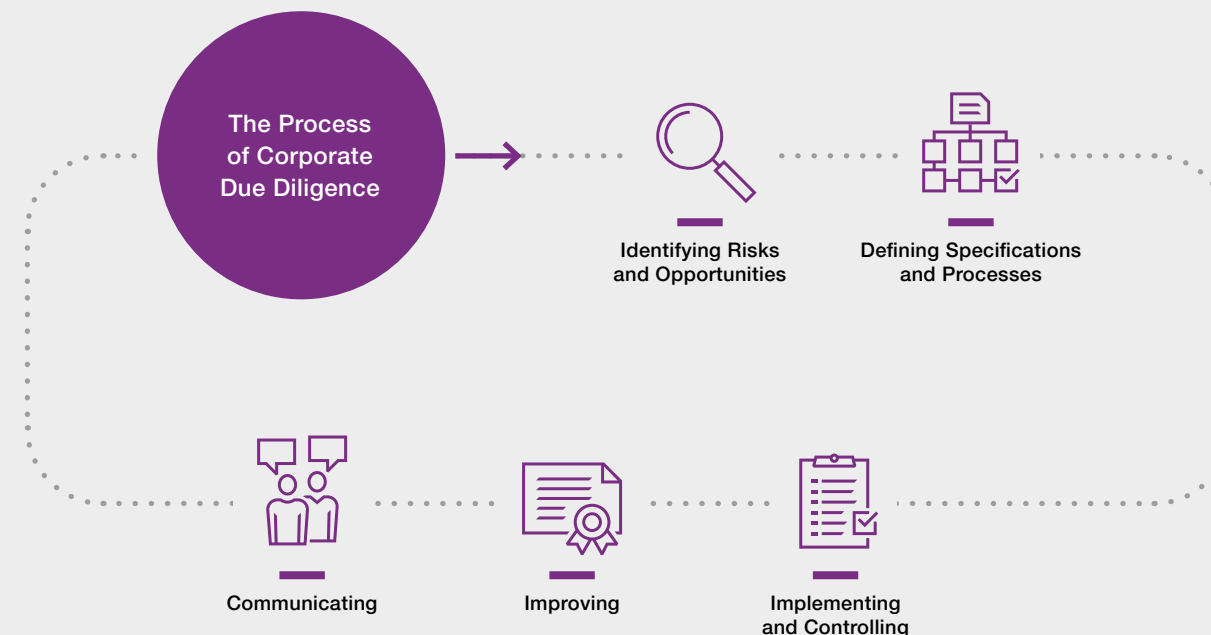 The Process
of Corporate
Due Diligence
Identifying Risks
and Opportunities
Defining Specifications
and Processes
Communicating
Improving
Implementing
and Controlling